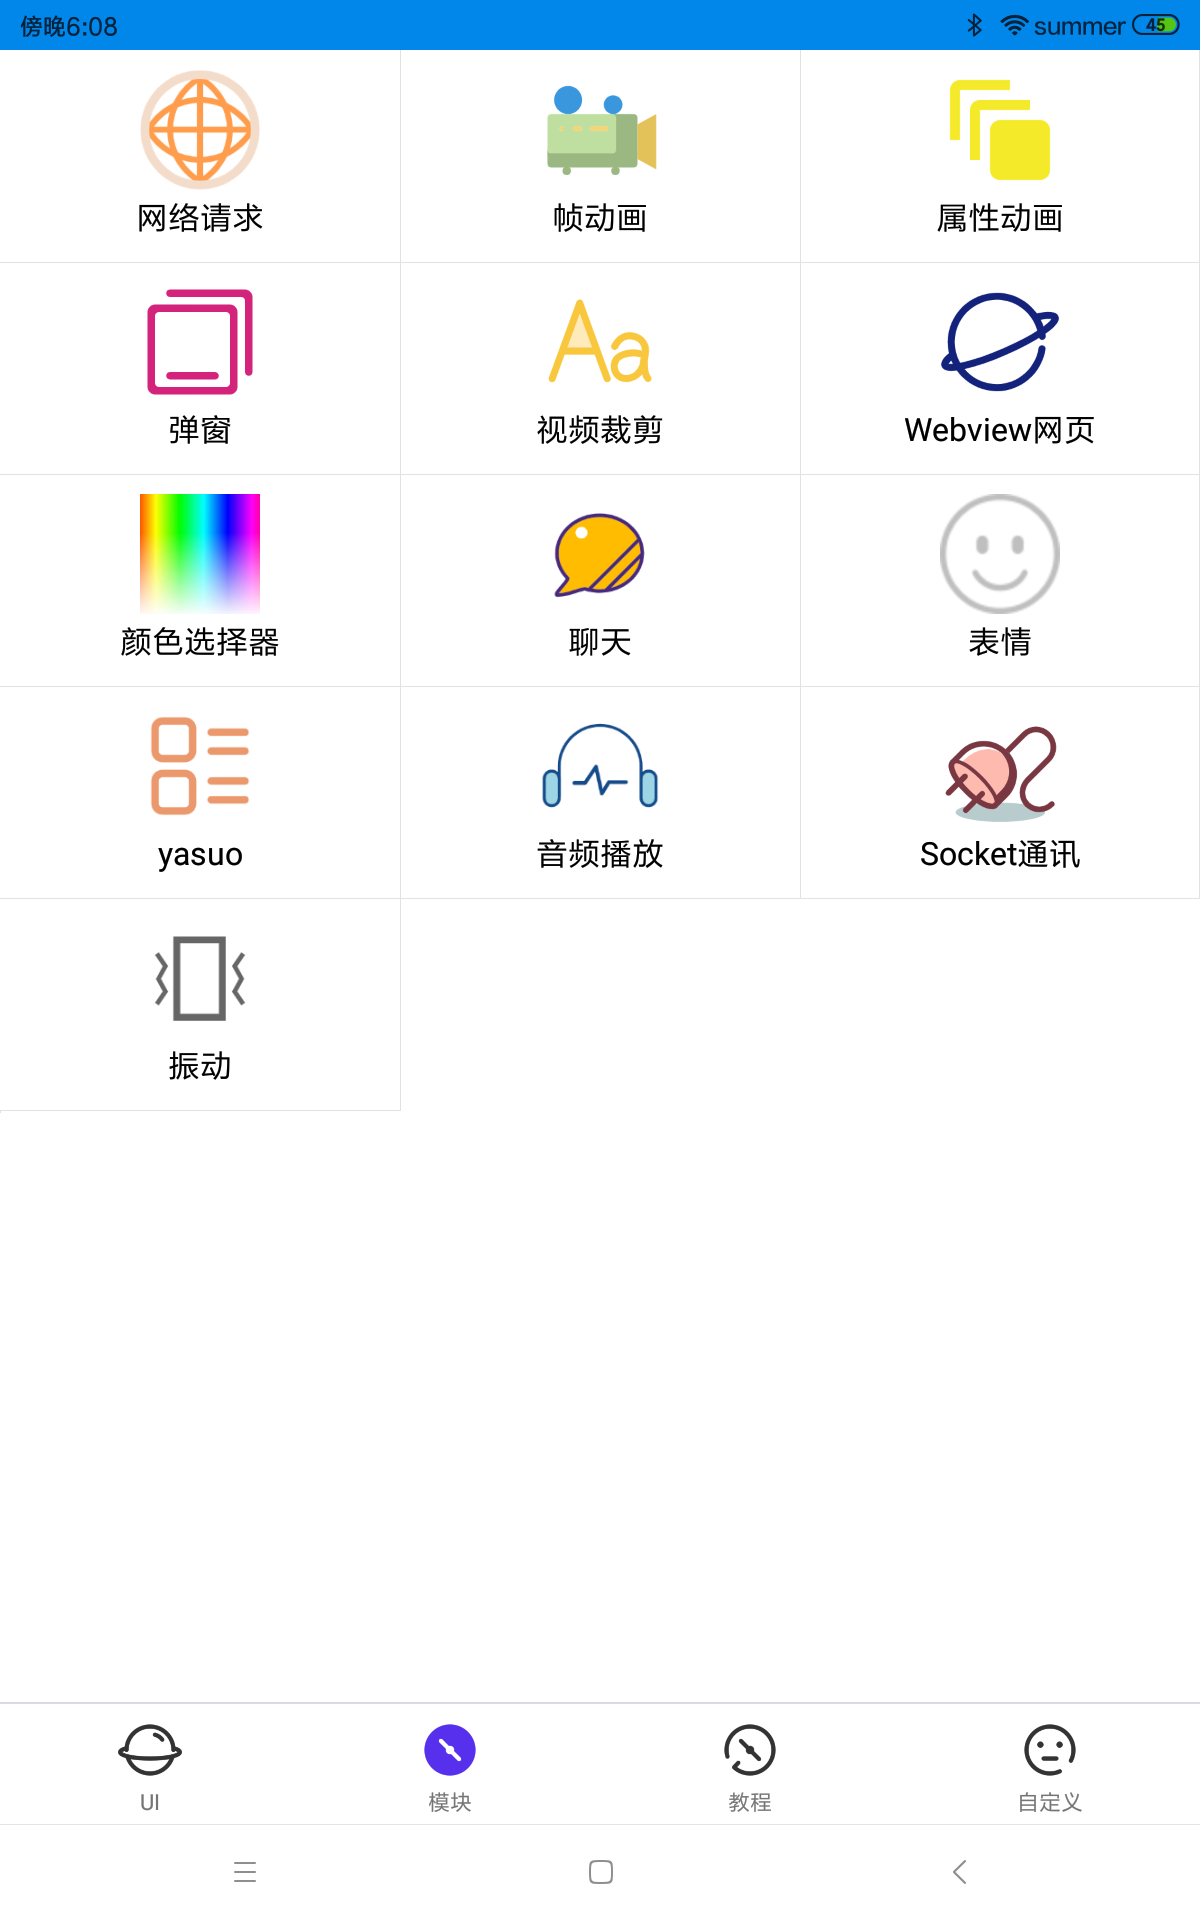 傍晚6:08 summer 45
网络请求 帧动画 属性动画
弹窗 视频裁剪 Webview网页
Aa
颜色选择器 聊天 表情
yasuo 音频播放 Socket通讯
振动
UI 模块 教程 自定义